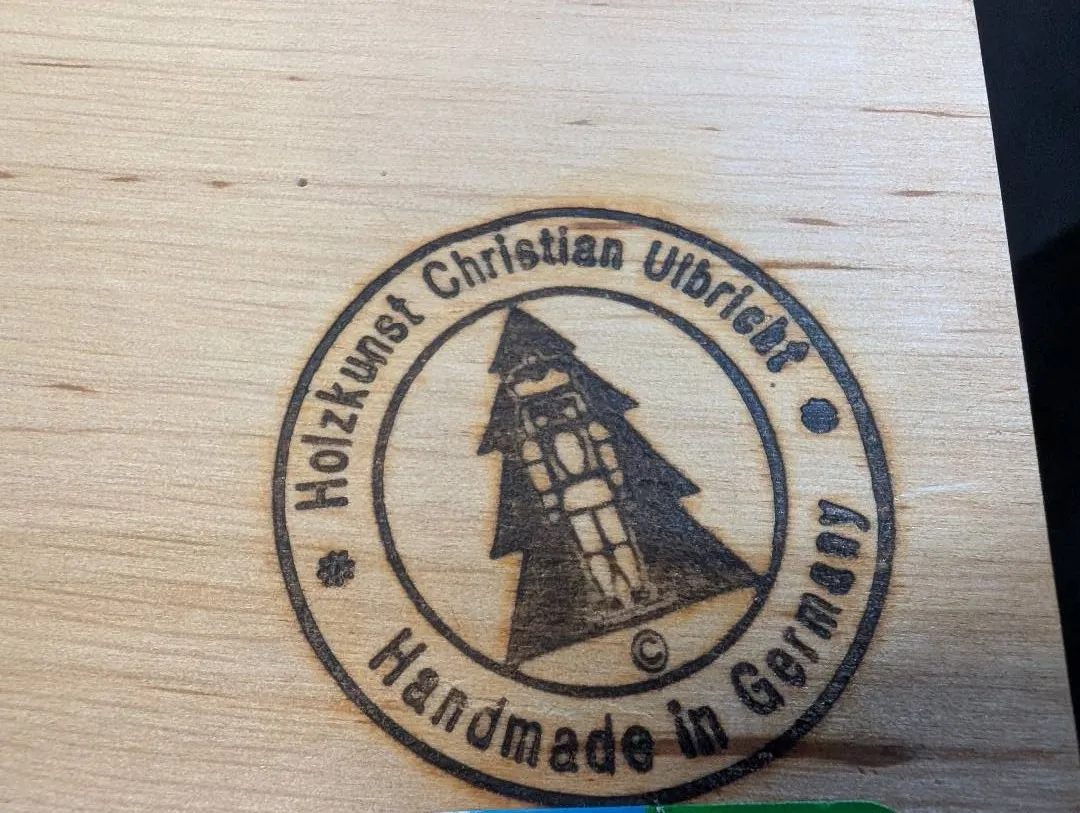 Holzkunst Christian Ulbricht
Handmade in Germany
©